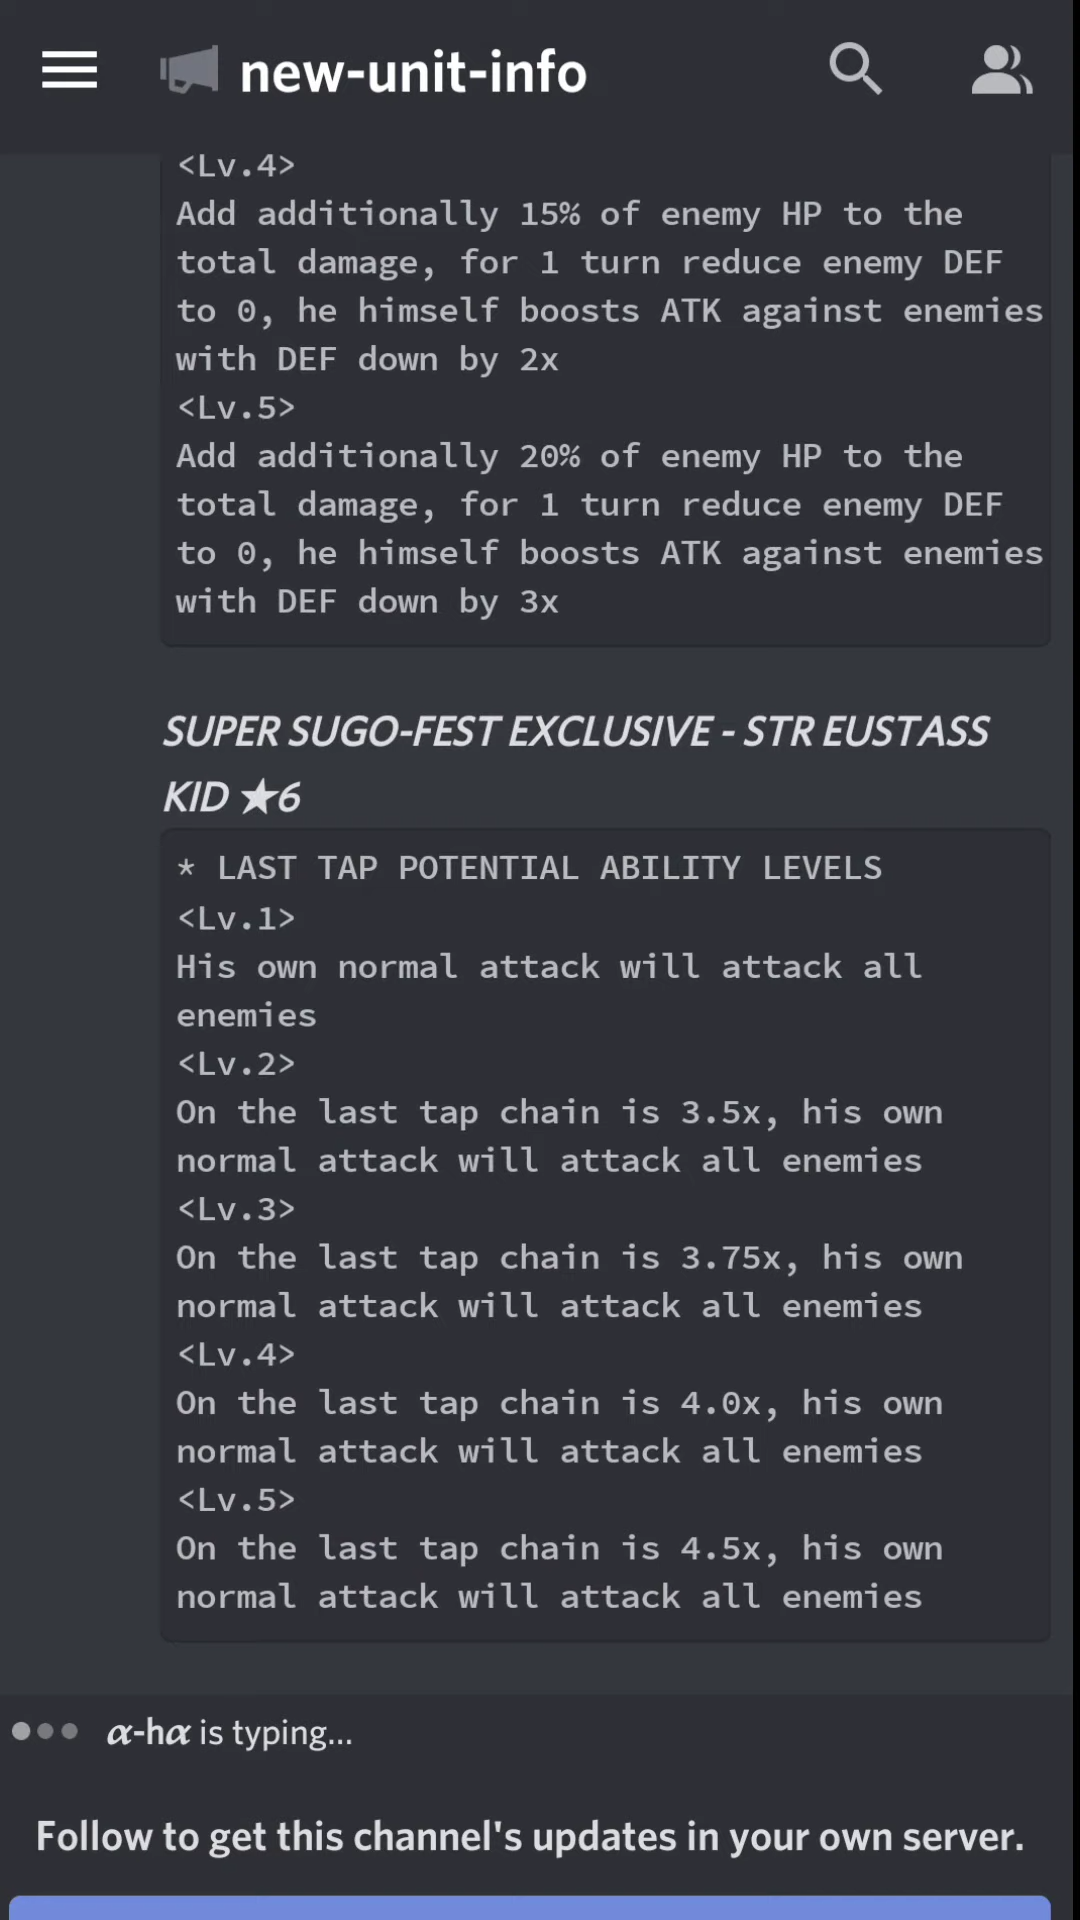 new-unit-info
<Lv.4>
Add additionally 15% of enemy HP to the
total damage, for 1 turn reduce enemy DEF
to 0, he himself boosts ATK against enemies
with DEF down by 2x
<Lv.5>
Add additionally 20% of enemy HP to the
total damage, for 1 turn reduce enemy DEF
to 0, he himself boosts ATK against enemies
with DEF down by 3x
SUPER SUGO-FEST EXCLUSIVE - STR EUSTASS
KID ★6
* LAST TAP POTENTIAL ABILITY LEVELS
<Lv.1>
His own normal attack will attack all
enemies
<Lv.2>
On the last tap chain is 3.5x, his own
normal attack will attack all enemies
<Lv.3>
On the last tap chain is 3.75x, his own
normal attack will attack all enemies
<Lv.4>
On the last tap chain is 4.0x, his own
normal attack will attack all enemies
<Lv.5>
On the last tap chain is 4.5x, his own
normal attack will attack all enemies
α-hα is typing...
Follow to get this channel's updates in your own server.